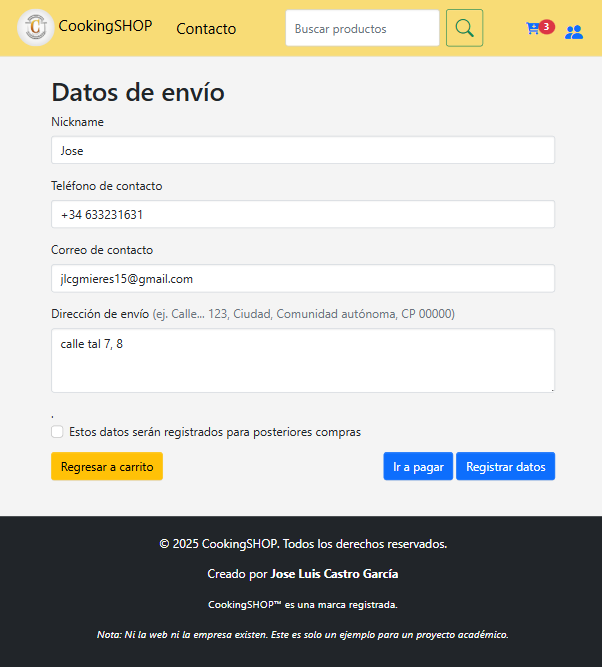 CookingSHOP Contacto Buscar productos 3
Datos de envío
Nickname
Jose
Teléfono de contacto
+34 633231631
Correo de contacto
jlcgmieres15@gmail.com
Dirección de envío (ej. Calle... 123, Ciudad, Comunidad autónoma, CP 00000)
calle tal 7, 8
.
Estos datos serán registrados para posteriores compras
Regresar a carrito Ir a pagar Registrar datos
© 2025 CookingSHOP. Todos los derechos reservados.
Creado por Jose Luis Castro García
CookingSHOP™ es una marca registrada.
Nota: Ni la web ni la empresa existen. Este es solo un ejemplo para un proyecto académico.